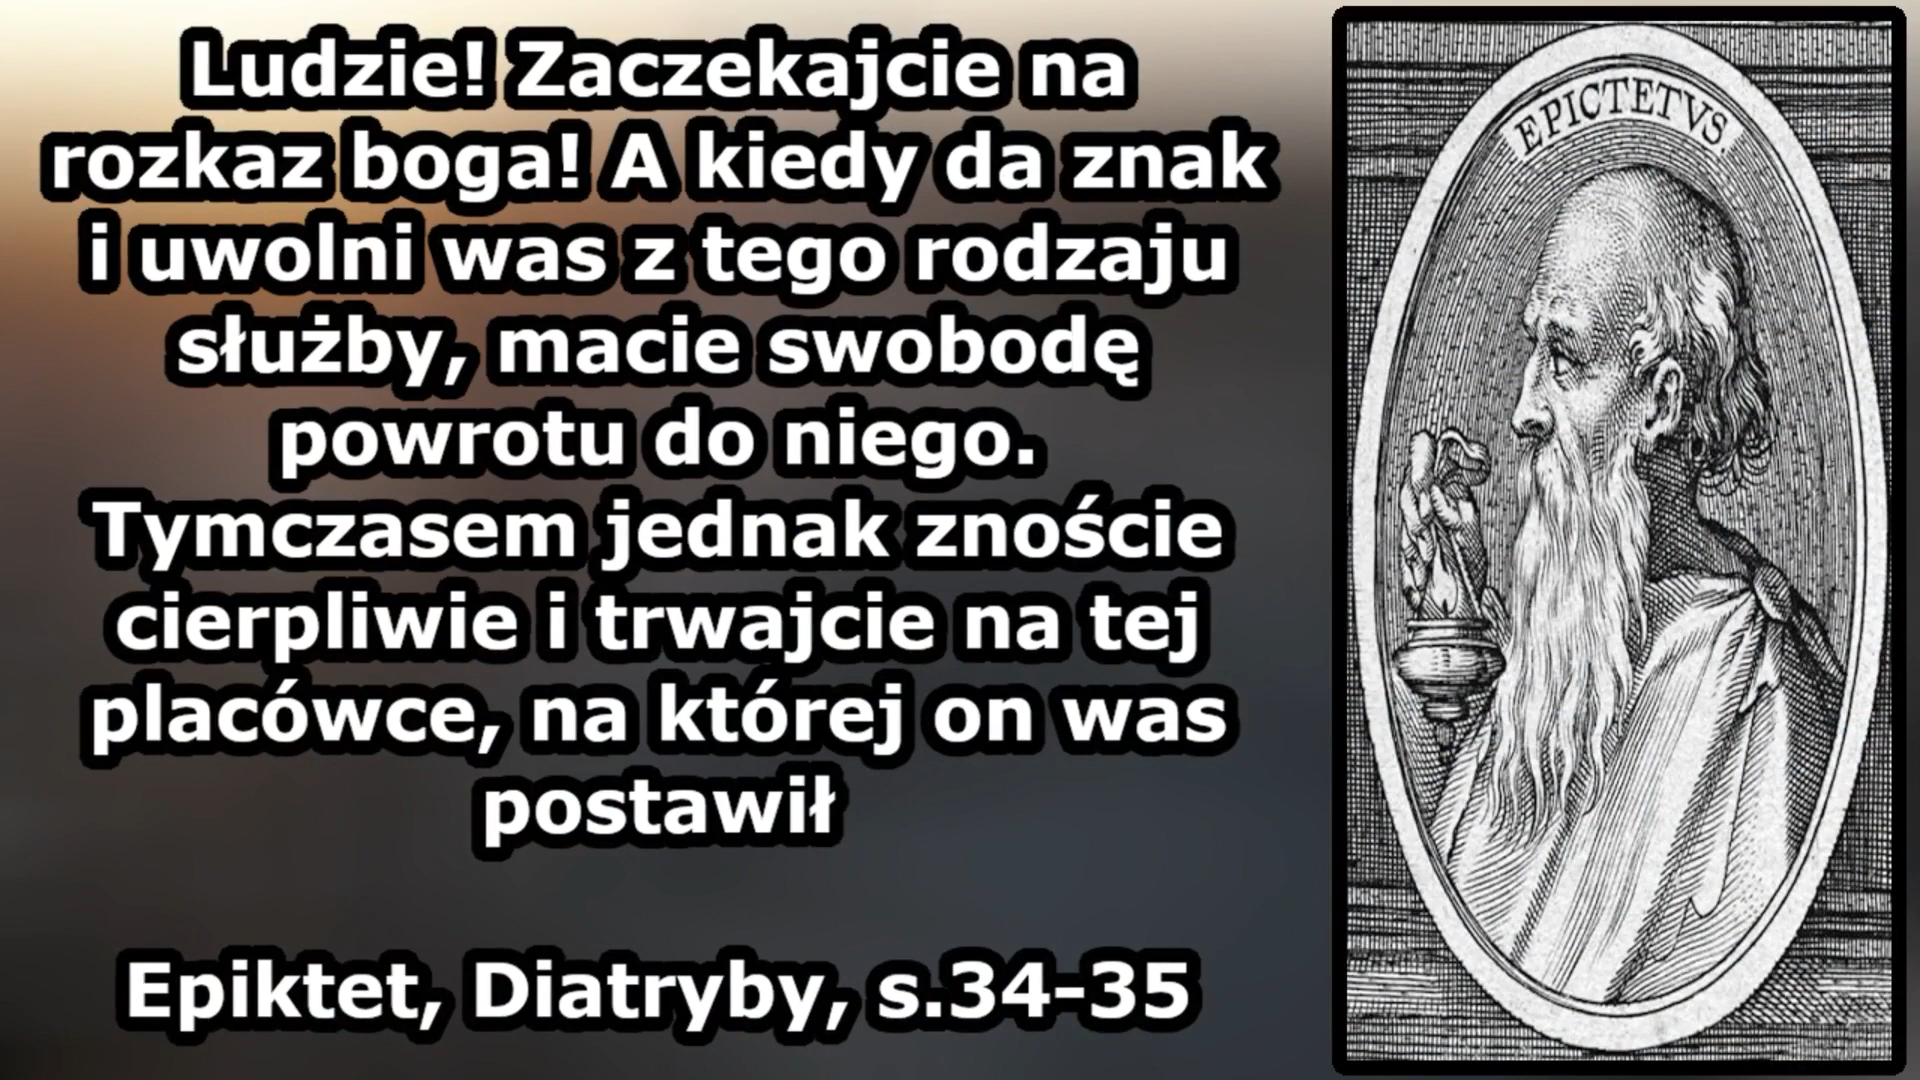 Ludzie! Zaczekajcie na
rozkaz boga! A kiedy da znak
i uwolni was z tego rodzaju
służby, macie swobodę
powrotu do niego.
Tymczasem jednak znoście
cierpliwie i trwajcie na tej
placówce, na której on was
postawił
Epiktet, Diatryby, s.34-35
EPICTETVS.